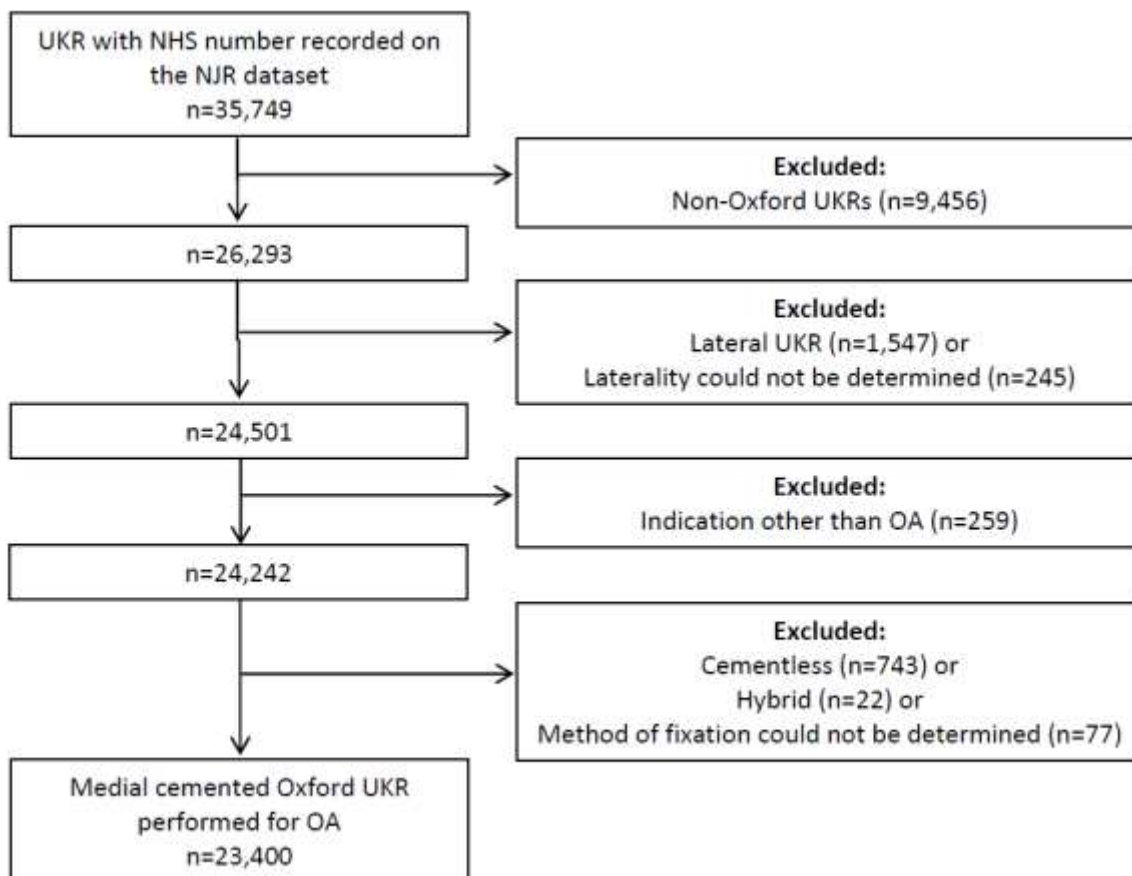 UKR with NHS number recorded on
the NJR dataset
n=35,749
Excluded:
Non-Oxford UKRs (n=9,456)
n=26,293
Excluded:
Lateral UKR (n=1,547) or
Laterality could not be determined (n=245)
n=24,501
Excluded:
Indication other than OA (n=259)
n=24,242
Excluded:
Cementless (n=743) or
Hybrid (n=22) or
Method of fixation could not be determined (n=77)
Medial cemented Oxford UKR
performed for OA
n=23,400